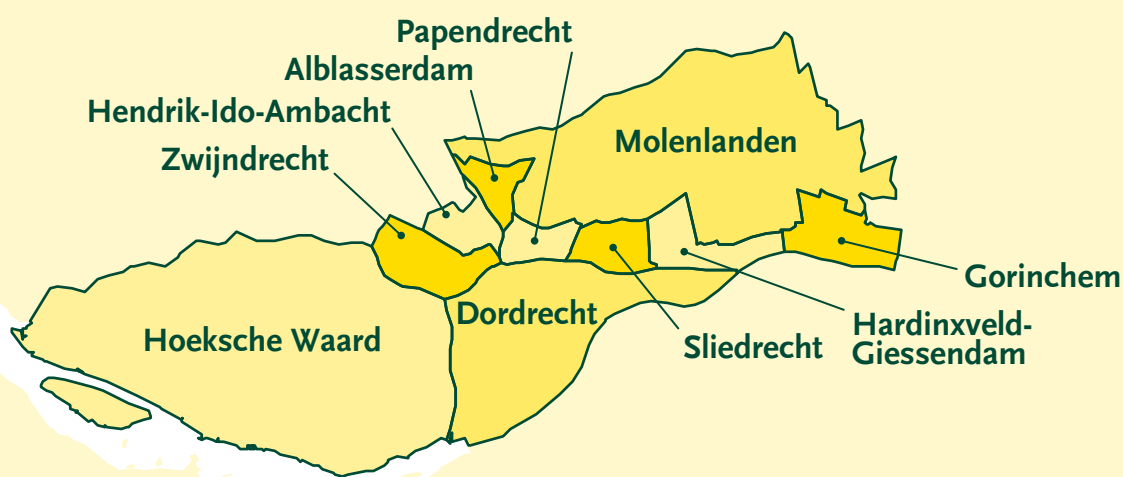 Papendrecht
Alblasserdam
Hendrik-Ido-Ambacht
Zwijndrecht
Molenlanden
Gorinchem
Hardinxveld-
Giessendam
Sliedrecht
Dordrecht
Hoeksche Waard